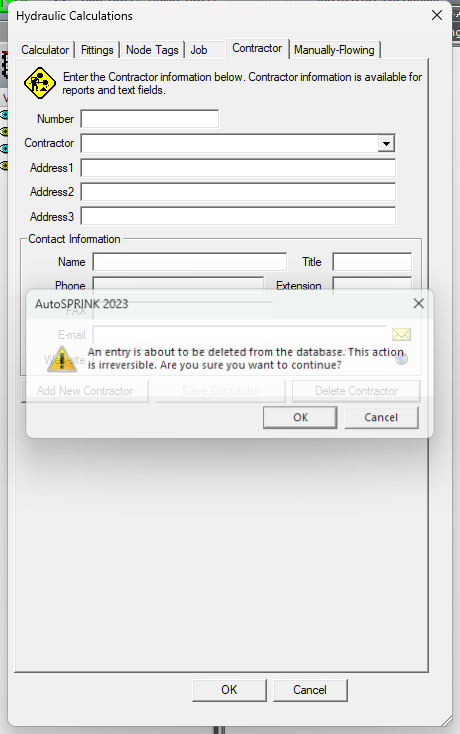 Hydraulic Calculations
Calculator Fittings Node Tags Job Contractor Manually-Flowing
Enter the Contractor information below. Contractor information is available for
reports and text fields.
Number
Contractor
Address1
Address2
Address3
Contact Information
Name Title
Phone Extension
AutoSPRINK 2023
FAX
E-mail
An entry is about to be deleted from the database. This action
is irreversible. Are you sure you want to continue?
Add New Contractor Save Contractor Delete Contractor
OK Cancel
OK Cancel